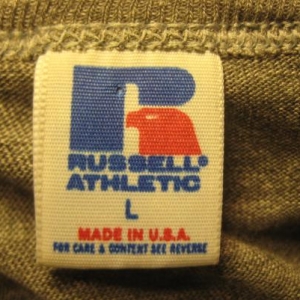 RUSSELL®
ATHLETIC
L
MADE IN U.S.A.
FOR CARE & CONTENT SEE REVERSE